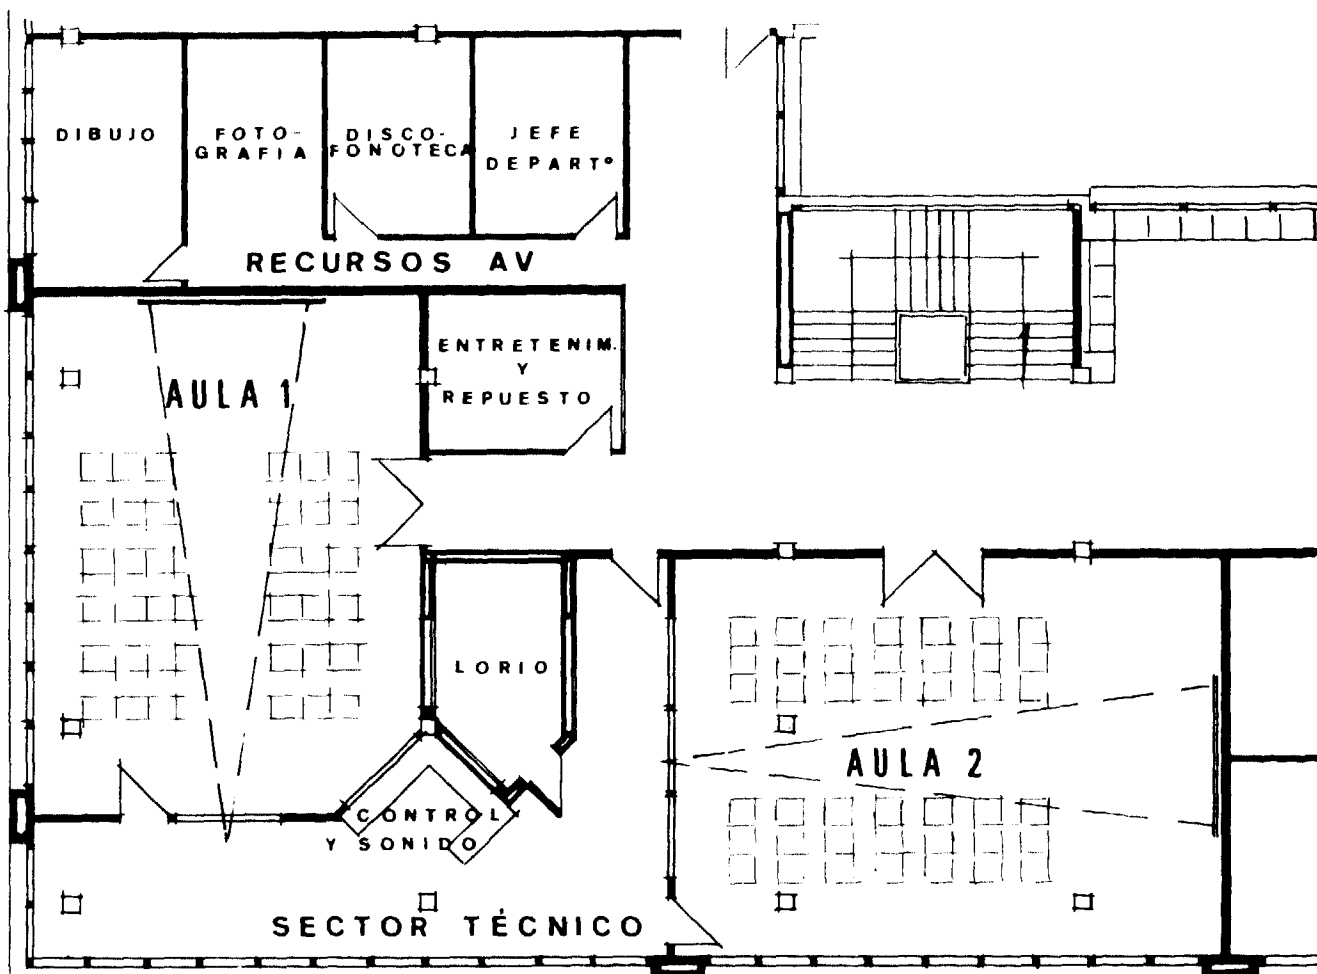 DIBUJO
FOTO-
GRAFIA
DISCO-
FONOTECA
JEFE
DEPARTº
RECURSOS AV
ENTRETENIM.
Y
REPUESTO
AULA 1
LORIO
AULA 2
CONTROL
Y SONIDO
SECTOR TÉCNICO